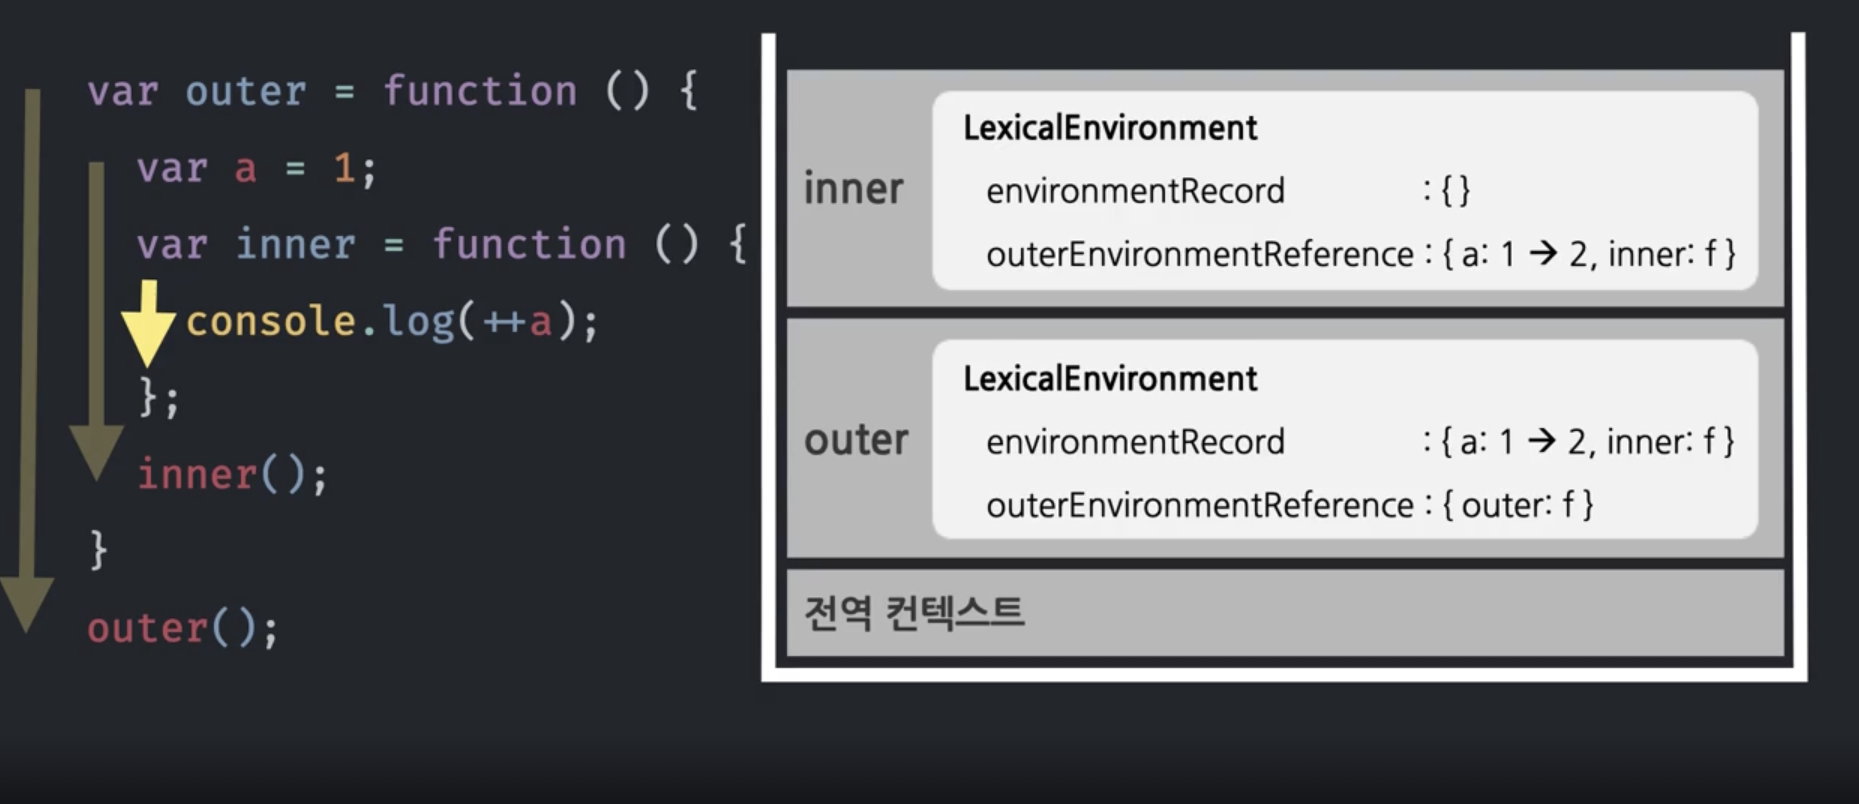 var outer = function () {
var a = 1;
var inner = function () {
console.log(++a);
};
inner();
}
outer();
inner
LexicalEnvironment
environmentRecord : { }
outerEnvironmentReference : { a: 1 → 2, inner: f }
outer
LexicalEnvironment
environmentRecord : { a: 1 → 2, inner: f }
outerEnvironmentReference : { outer: f }
전역 컨텍스트